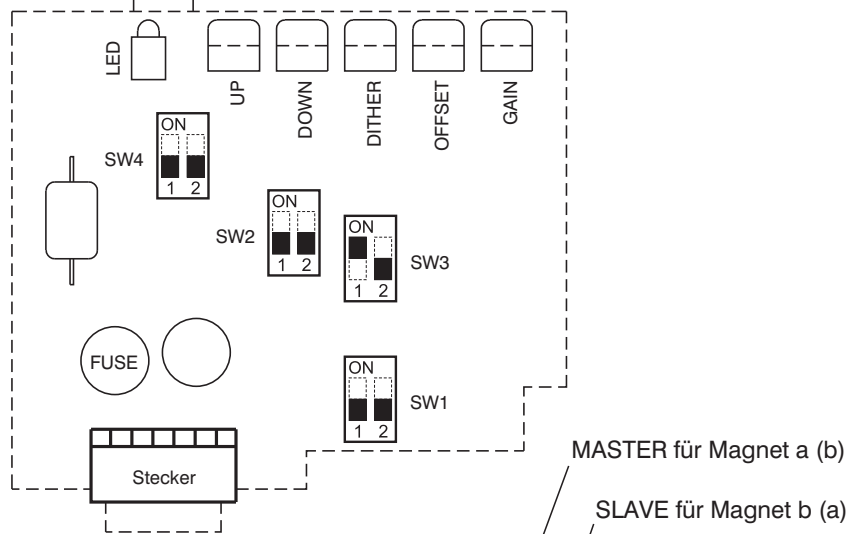 LED
UP
DOWN
DITHER
OFFSET
GAIN
ON
SW4
1 2
ON
SW2
1 2
ON
SW3
1 2
FUSE
ON
SW1
1 2
Stecker
MASTER für Magnet a (b)
SLAVE für Magnet b (a)